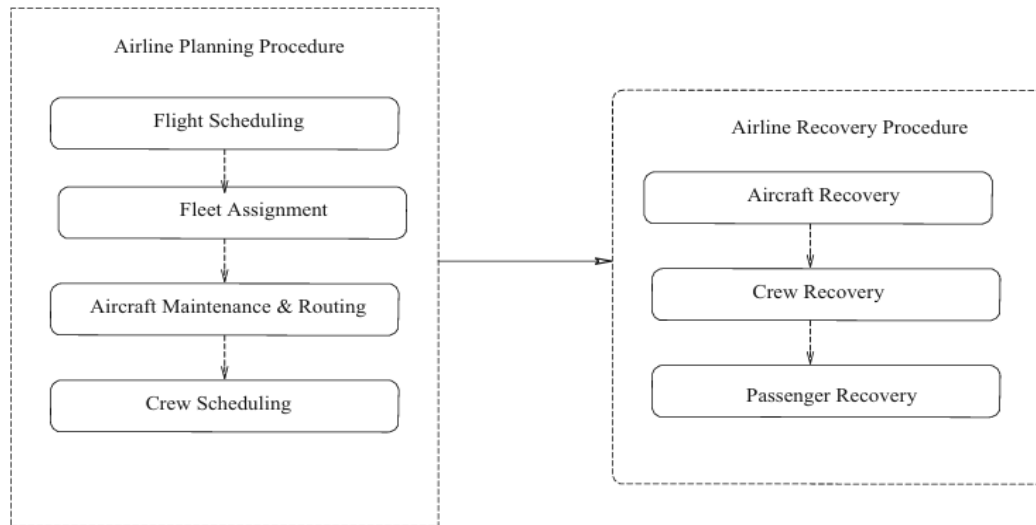 Airline Planning Procedure
Flight Scheduling
Fleet Assignment
Aircraft Maintenance & Routing
Crew Scheduling
Airline Recovery Procedure
Aircraft Recovery
Crew Recovery
Passenger Recovery